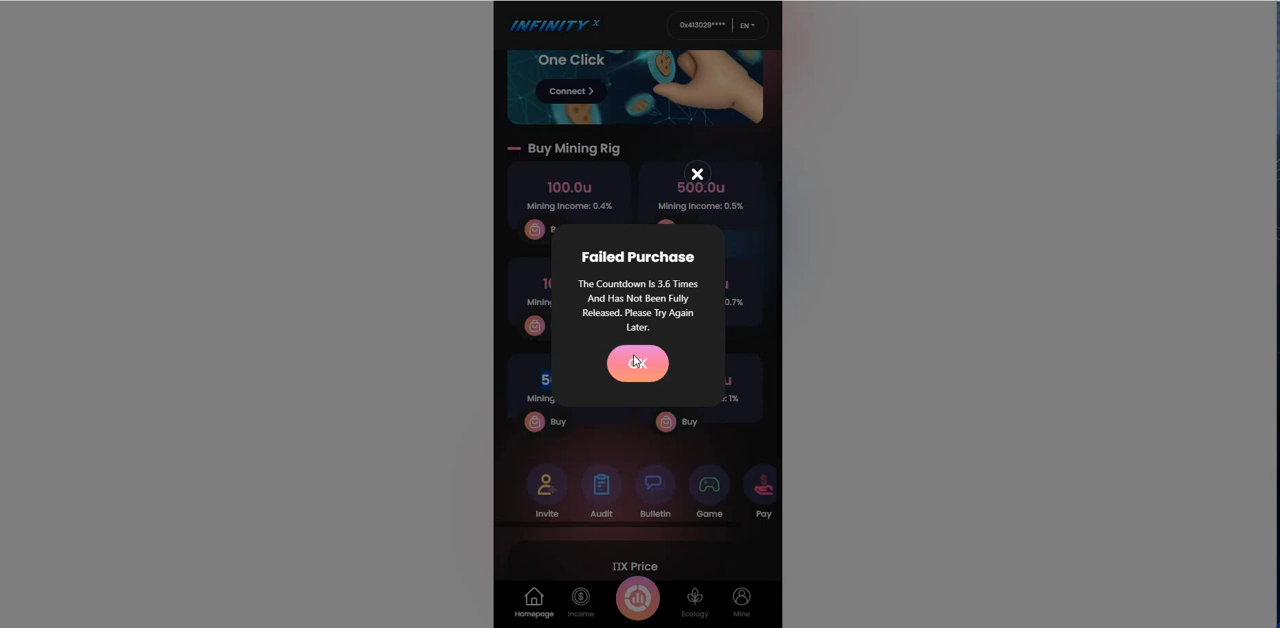 INFINITY X
0x413029****
EN
One Click
Connect
Buy Mining Rig
100.0u
500.0u
Mining Income: 0.4%
Mining Income: 0.5%
Failed Purchase
The Countdown Is 3.6 Times
And Has Not Been Fully
Released. Please Try Again
Later.
0.7%
Mining
1%
Buy
Buy
Invite
Audit
Bulletin
Game
Pay
ΠX Price
Homepage
Income
Ecology
Mine